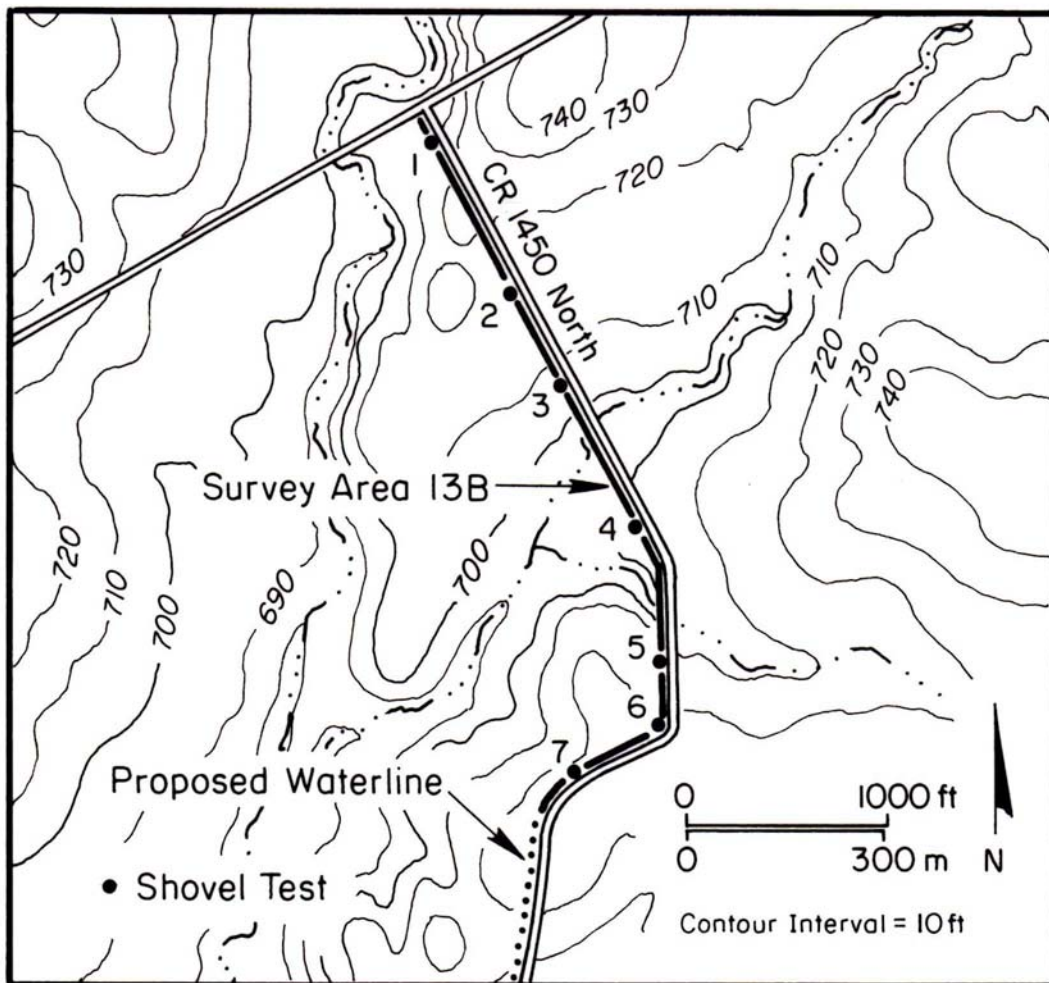 740
730
720
1
CR 1450 North
730
2
710
710
3
720
730
740
Survey Area 13B
4
720
710
700
690
700
5
6
7
Proposed Waterline
0 1000 ft
0 300 m
N
● Shovel Test
Contour Interval = 10 ft